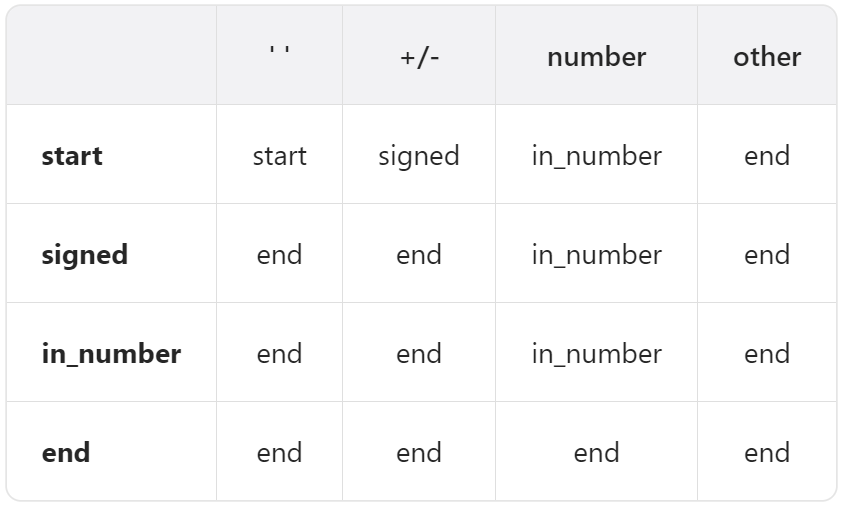 ' ' +/- number other
start start signed in_number end
signed end end in_number end
in_number end end in_number end
end end end end end